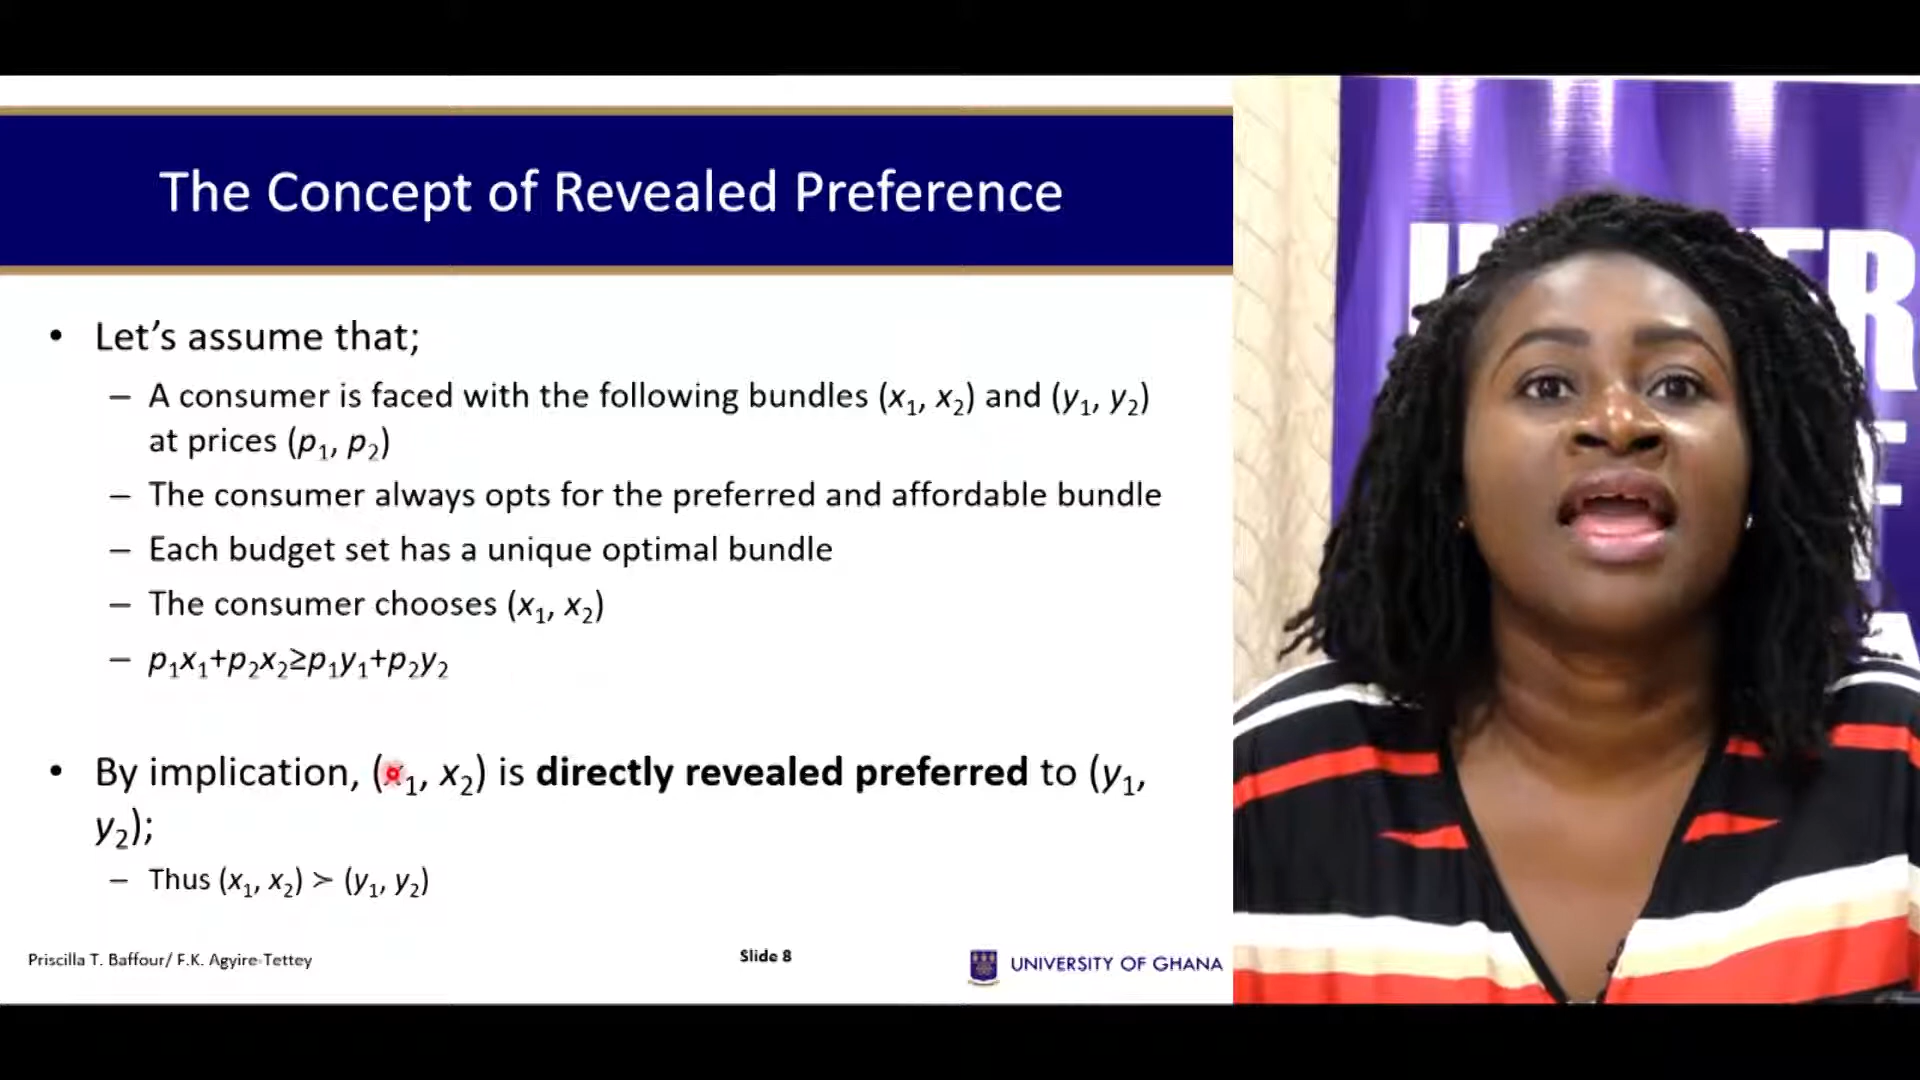 The Concept of Revealed Preference
• Let's assume that;
– A consumer is faced with the following bundles (x₁, x₂) and (y₁, y₂)
at prices (p₁, p₂)
– The consumer always opts for the preferred and affordable bundle
– Each budget set has a unique optimal bundle
– The consumer chooses (x₁, x₂)
– p₁x₁+p₂x₂≥p₁y₁+p₂y₂
• By implication, (x₁, x₂) is directly revealed preferred to (y₁,
y₂);
– Thus (x₁, x₂) ≻ (y₁, y₂)
Priscilla T. Baffour/ F.K. Agyire-Tettey
Slide 8
UNIVERSITY OF GHANA